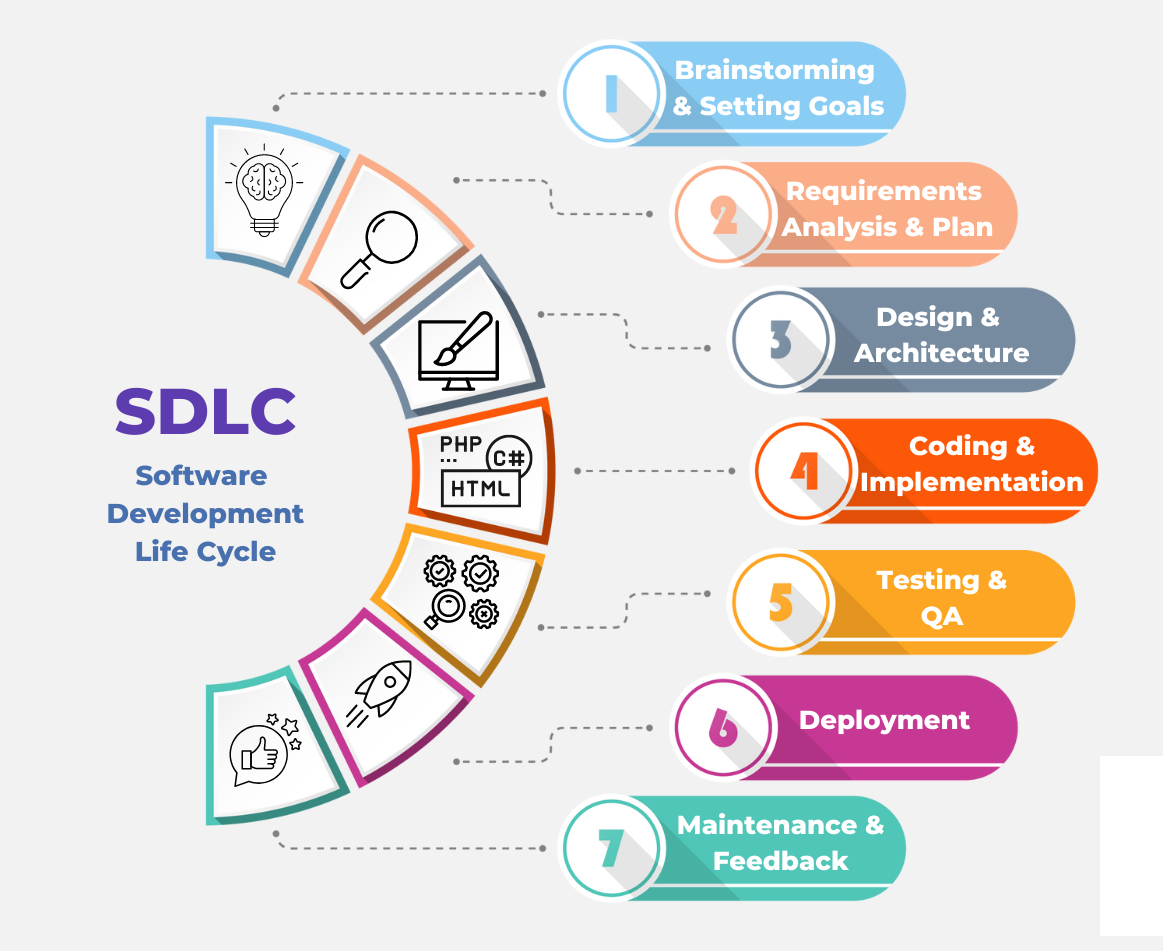 SDLC
Software
Development
Life Cycle
1
Brainstorming
& Setting Goals
2
Requirements
Analysis & Plan
3
Design &
Architecture
PHP
...
C#
HTML
4
Coding &
Implementation
5
Testing &
QA
6
Deployment
7
Maintenance &
Feedback